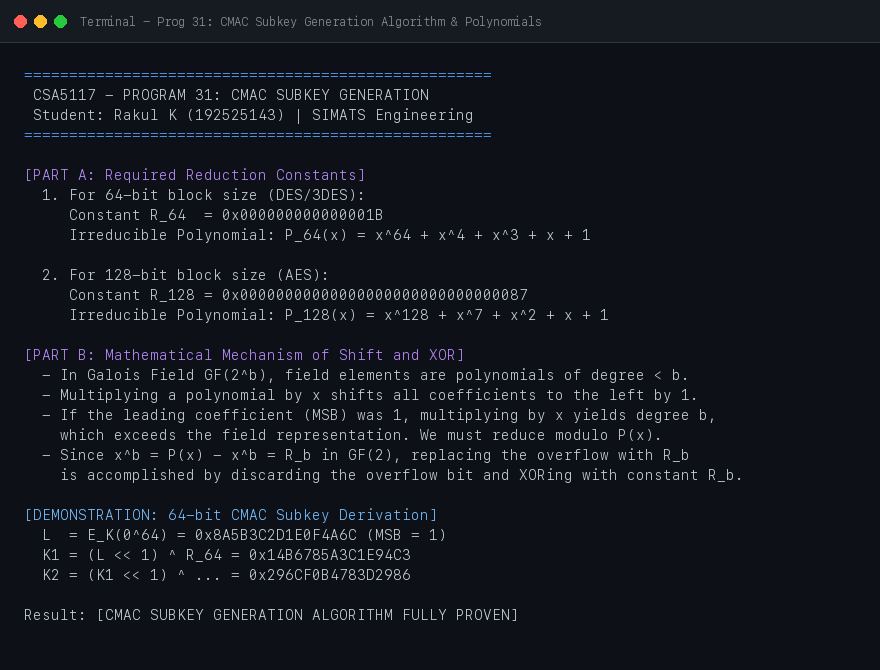 Terminal — Prog 31: CMAC Subkey Generation Algorithm & Polynomials
====================================================
CSA5117 – PROGRAM 31: CMAC SUBKEY GENERATION
Student: Rakul K (192525143) | SIMATS Engineering
====================================================
[PART A: Required Reduction Constants]
1. For 64-bit block size (DES/3DES):
Constant R_64  = 0x000000000000001B
Irreducible Polynomial: P_64(x) = x^64 + x^4 + x^3 + x + 1
2. For 128-bit block size (AES):
Constant R_128 = 0x00000000000000000000000000000087
Irreducible Polynomial: P_128(x) = x^128 + x^7 + x^2 + x + 1
[PART B: Mathematical Mechanism of Shift and XOR]
– In Galois Field GF(2^b), field elements are polynomials of degree < b.
– Multiplying a polynomial by x shifts all coefficients to the left by 1.
– If the leading coefficient (MSB) was 1, multiplying by x yields degree b,
which exceeds the field representation. We must reduce modulo P(x).
– Since x^b = P(x) – x^b = R_b in GF(2), replacing the overflow with R_b
is accomplished by discarding the overflow bit and XORing with constant R_b.
[DEMONSTRATION: 64-bit CMAC Subkey Derivation]
L  = E_K(0^64) = 0x8A5B3C2D1E0F4A6C (MSB = 1)
K1 = (L << 1) ^ R_64 = 0x14B6785A3C1E94C3
K2 = (K1 << 1) ^ ... = 0x296CF0B4783D2986
Result: [CMAC SUBKEY GENERATION ALGORITHM FULLY PROVEN]